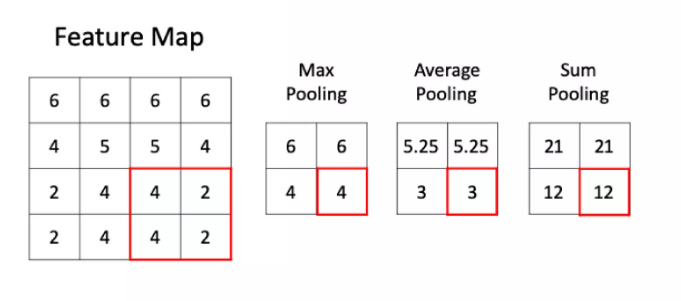 Feature Map
6 6 6 6
4 5 5 4
2 4 4 2
2 4 4 2
Max
Pooling
6 6
4 4
Average
Pooling
5.25 5.25
3 3
Sum
Pooling
21 21
12 12